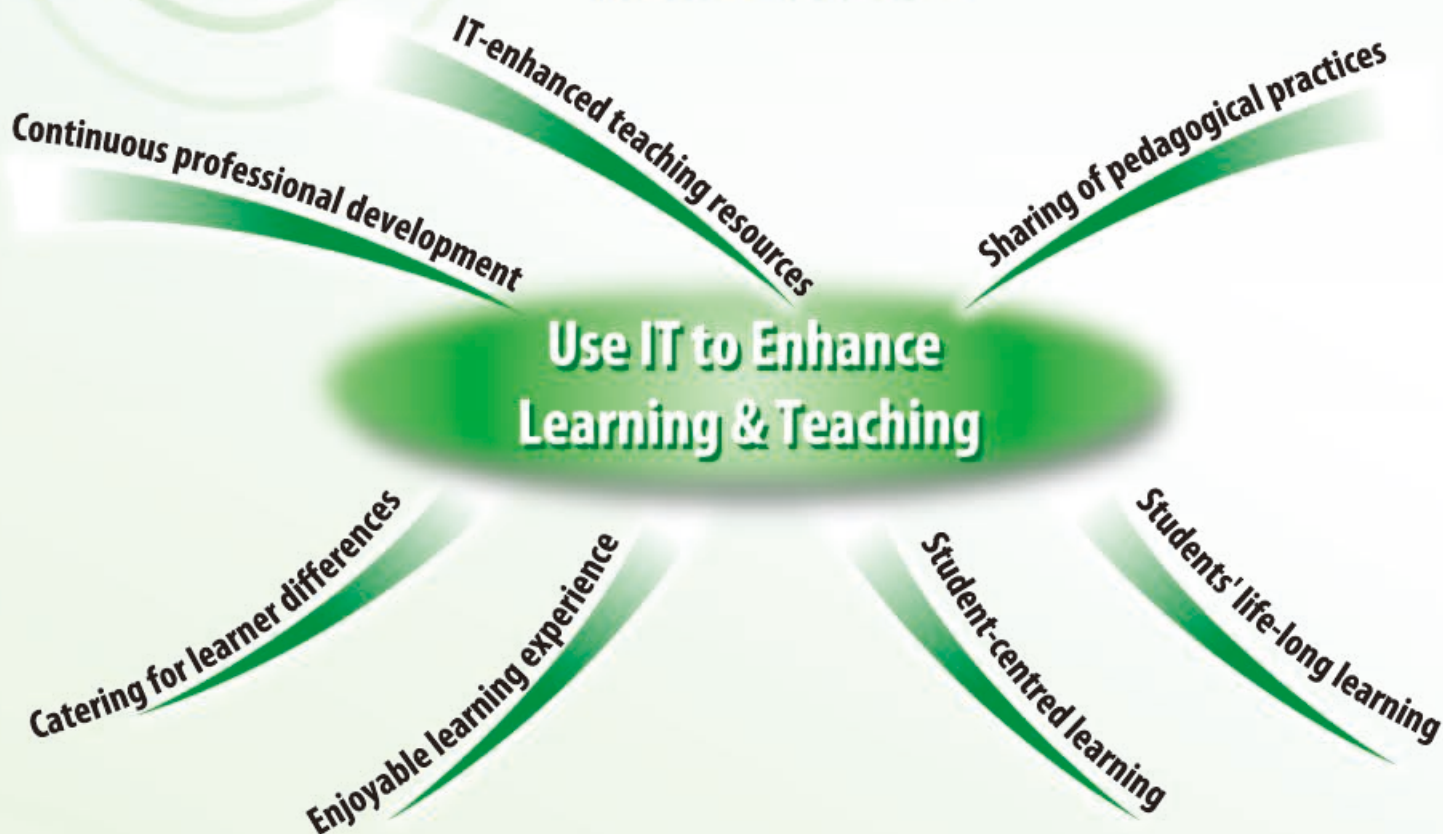 IT-enhanced teaching resources
Continuous professional development
Sharing of pedagogical practices
Use IT to Enhance
Learning & Teaching
Catering for learner differences
Enjoyable learning experience
Student-centred learning
Students' life-long learning